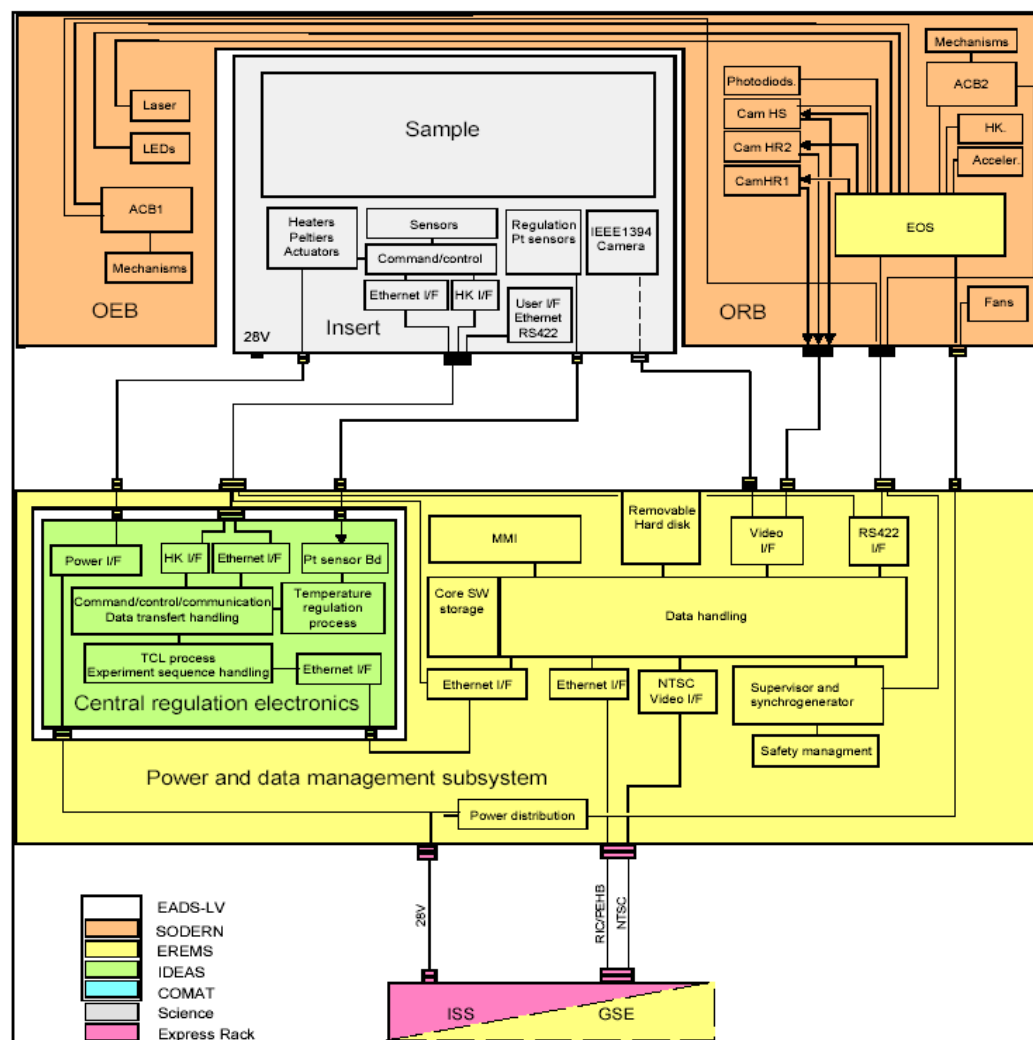 Mechanisms
Photodiods.
ACB2
Laser
Cam HS
HK.
Sample
LEDs
Cam HR2
Acceler.
CamHR1
ACB1
EOS
Heaters
Peltiers
Actuators
Sensors
Regulation
Pt sensors
IEEE1394
Camera
Command/control
Mechanisms
Ethernet I/F
HK I/F
User I/F
Ethernet
RS422
Fans
OEB
Insert
ORB
28V
Removable
Hard disk
MMI
Video
I/F
RS422
I/F
Power I/F
HK I/F
Ethernet I/F
Pt sensor Bd
Command/control/communication
Data transfert handling
Temperature
regulation
process
Core SW
storage
Data handling
TCL process
Experiment sequence handling
Ethernet I/F
Ethernet I/F
Ethernet I/F
NTSC
Video I/F
Supervisor and
synchrogenerator
Central regulation electronics
Safety managment
Power and data management subsystem
Power distribution
28V
RIC/PEHB
NTSC
EADS-LV
SODERN
EREMS
IDEAS
COMAT
Science
Express Rack
ISS
GSE